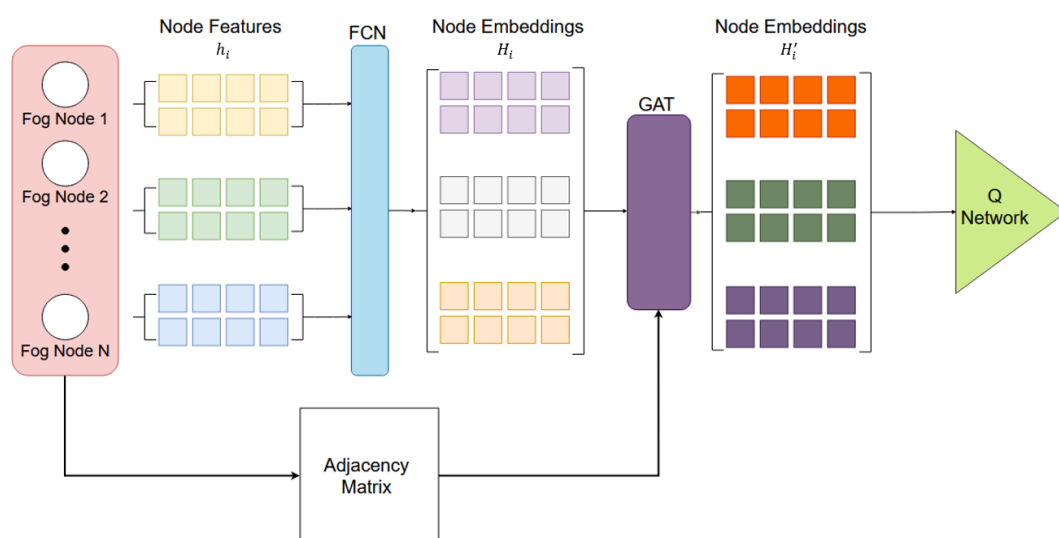 Node Features
h_i
FCN
Node Embeddings
H_i
Node Embeddings
H'_i
GAT
Fog Node 1
Fog Node 2
Fog Node N
Q
Network
Adjacency
Matrix